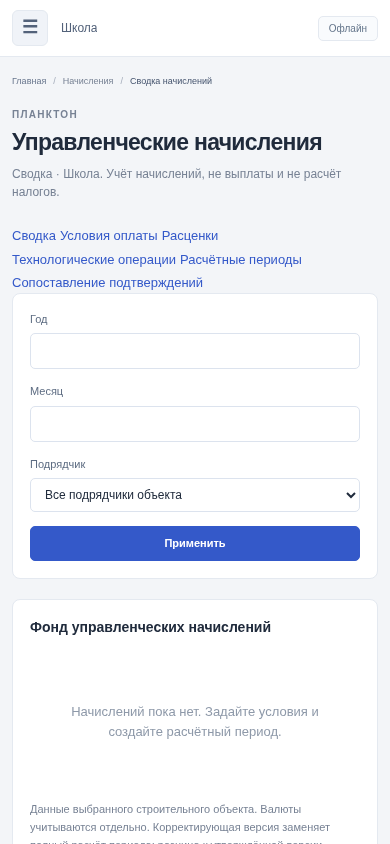 ☰ Школа Офлайн
Главная / Начисления / Сводка начислений
ПЛАНКТОН
Управленческие начисления
Сводка · Школа. Учёт начислений, не выплаты и не расчёт
налогов.
Сводка Условия оплаты Расценки
Технологические операции Расчётные периоды
Сопоставление подтверждений
Год
Месяц
Подрядчик
Все подрядчики объекта
Применить
Фонд управленческих начислений
Начислений пока нет. Задайте условия и
создайте расчётный период.
Данные выбранного строительного объекта. Валюты
учитываются отдельно. Корректирующая версия заменяет